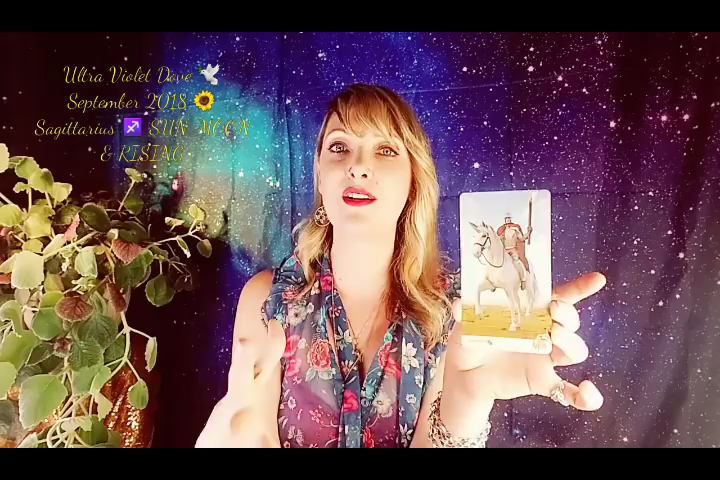 Ultra Violet Dove 🕊
September 2018 🌻
Sagittarius ♐ SUN MOON
& RISING